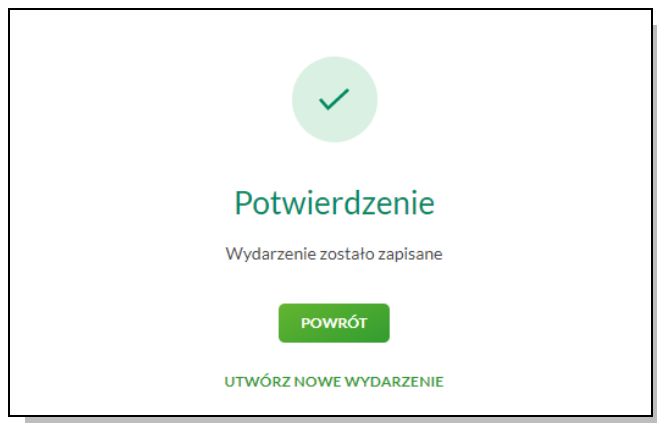 Potwierdzenie
Wydarzenie zostało zapisane
POWRÓT
UTWÓRZ NOWE WYDARZENIE